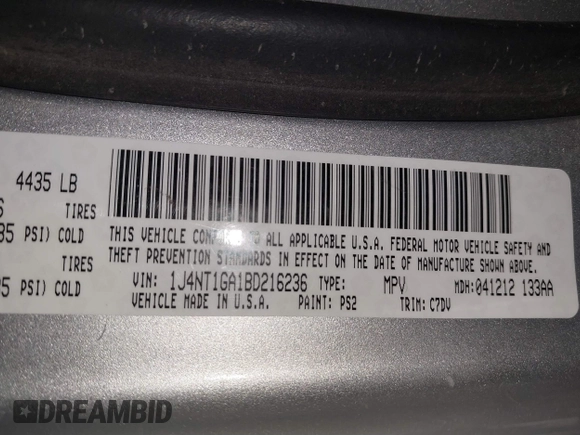 4435 LB
TIRES
PSI) COLD
TIRES
PSI) COLD
THIS VEHICLE TO ALL APPLICABLE U.S.A. FEDERAL MOTOR VEHICLE SAFETY AND
THEFT PREVENTION STANDARDS IN EFFECT ON THE DATE OF MANUFACTURE SHOWN ABOVE.
VIN: 1J4NT1GA1BD216236 TYPE: MPV MDH: 041212 133AA
VEHICLE MADE IN U.S.A. PAINT: PS2 TRIM: C7DV
DREAMBID